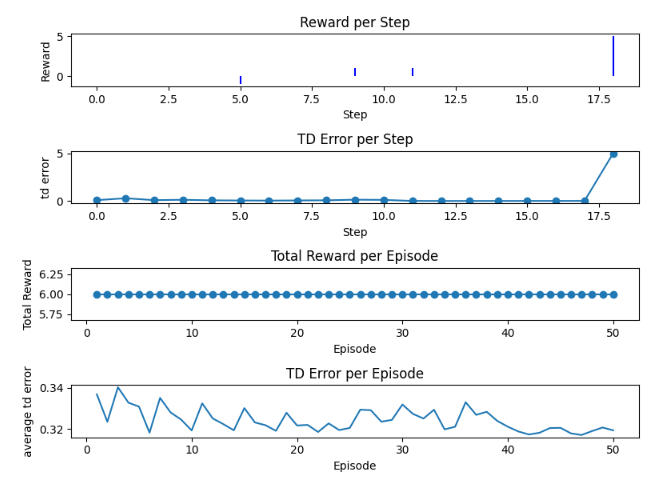 Reward per Step
5
0
Reward
0.0 2.5 5.0 7.5 10.0 12.5 15.0 17.5
Step
TD Error per Step
5
0
td error
0.0 2.5 5.0 7.5 10.0 12.5 15.0 17.5
Step
Total Reward per Episode
6.25
6.00
5.75
Total Reward
0 10 20 30 40 50
Episode
TD Error per Episode
0.34
0.32
average td error
0 10 20 30 40 50
Episode